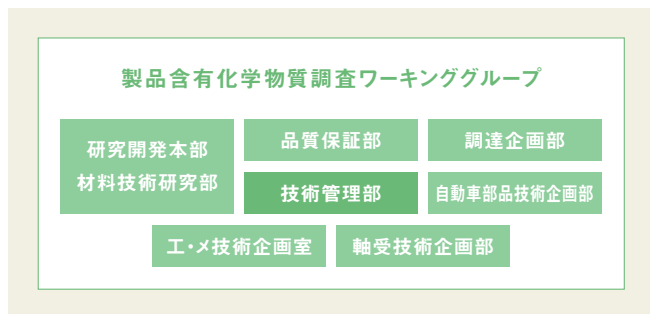 製品含有化学物質調査ワーキンググループ
研究開発本部
材料技術研究部
品質保証部
調達企画部
技術管理部
自動車部品技術企画部
工・メ技術企画室
軸受技術企画部